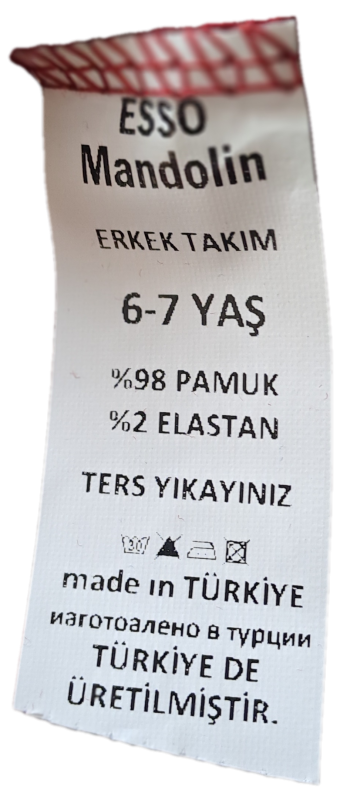 ESSO
Mandolin
ERKEK TAKIM
6-7 YAŞ
%98 PAMUK
%2 ELASTAN
TERS YIKAYINIZ
30
made in TÜRKİYE
изготоалено в турции
TÜRKİYE DE
ÜRETİLMİŞTİR.